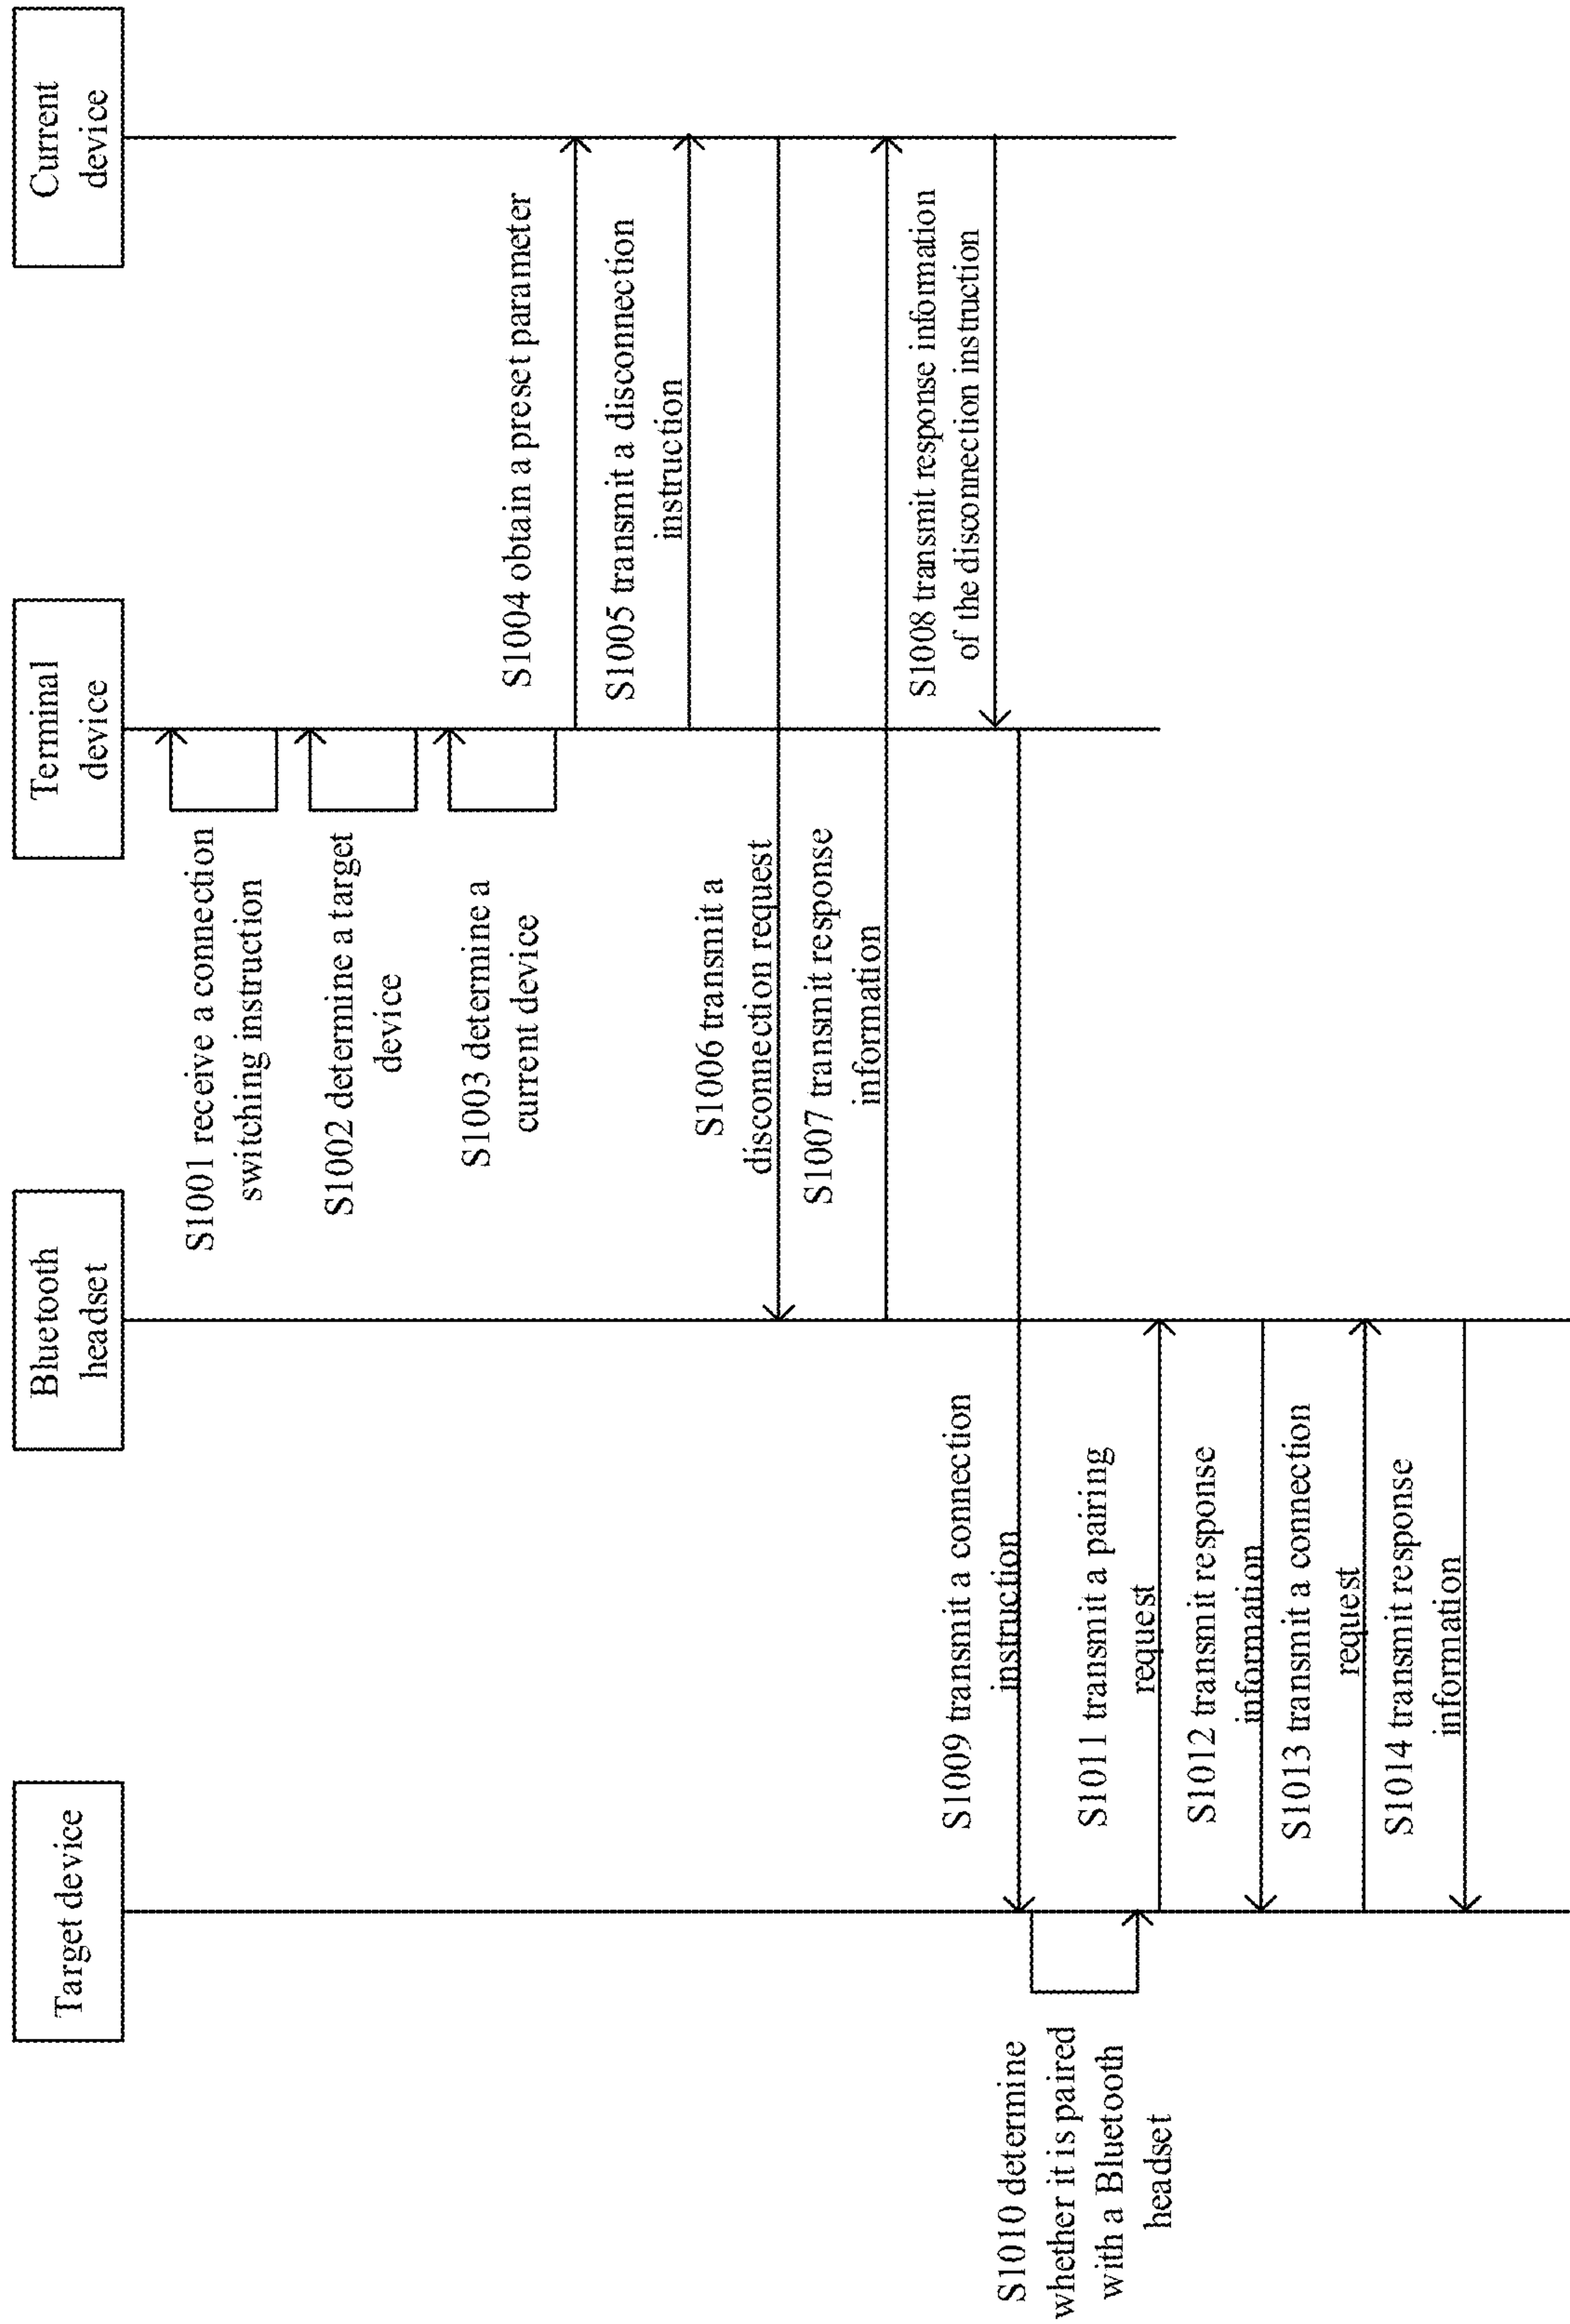 Target device
Bluetooth
headset
Terminal
device
Current
device
S1001 receive a connection
switching instruction
S1002 determine a target
device
S1003 determine a
current device
S1004 obtain a preset parameter
S1005 transmit a disconnection
instruction
S1006 transmit a
disconnection request
S1007 transmit response
information
S1008 transmit response information
of the disconnection instruction
S1009 transmit a connection
instruction
S1010 determine
whether it is paired
with a Bluetooth
headset
S1011 transmit a pairing
request
S1012 transmit response
information
S1013 transmit a connection
request
S1014 transmit response
information